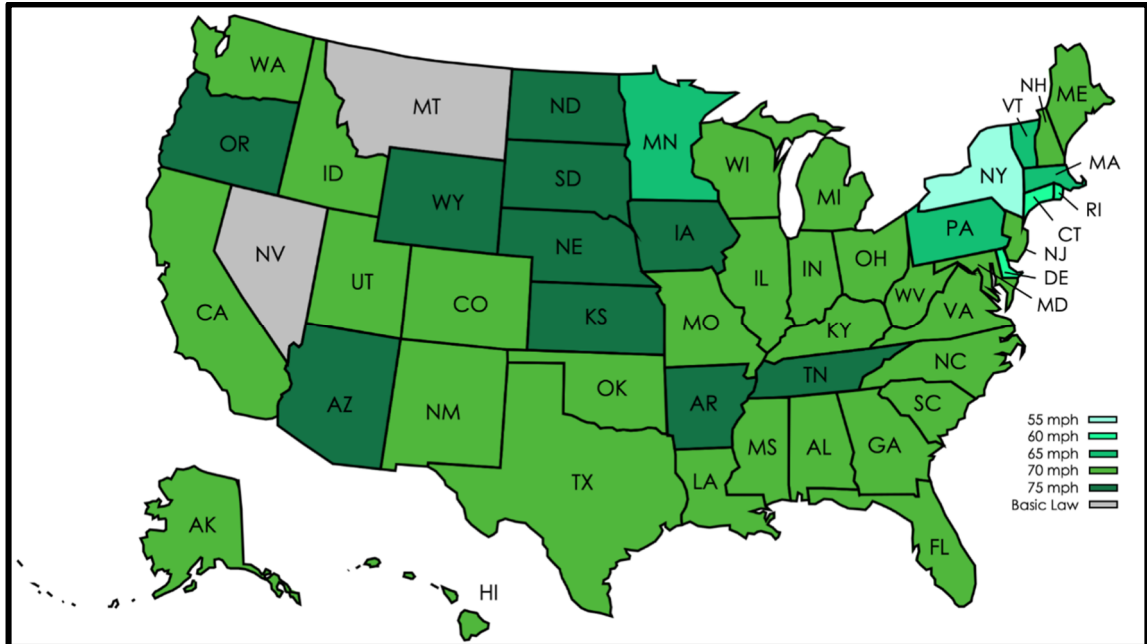 WA
MT
ND
MN
OR
ID
WY
SD
WI
MI
NH
VT
ME
NY
MA
RI
CT
NJ
DE
MD
PA
NV
UT
CO
NE
IA
IL
IN
OH
WV
VA
CA
KS
MO
KY
NC
AZ
NM
OK
AR
TN
SC
MS
AL
GA
TX
LA
FL
AK
HI
55 mph
60 mph
65 mph
70 mph
75 mph
Basic Law